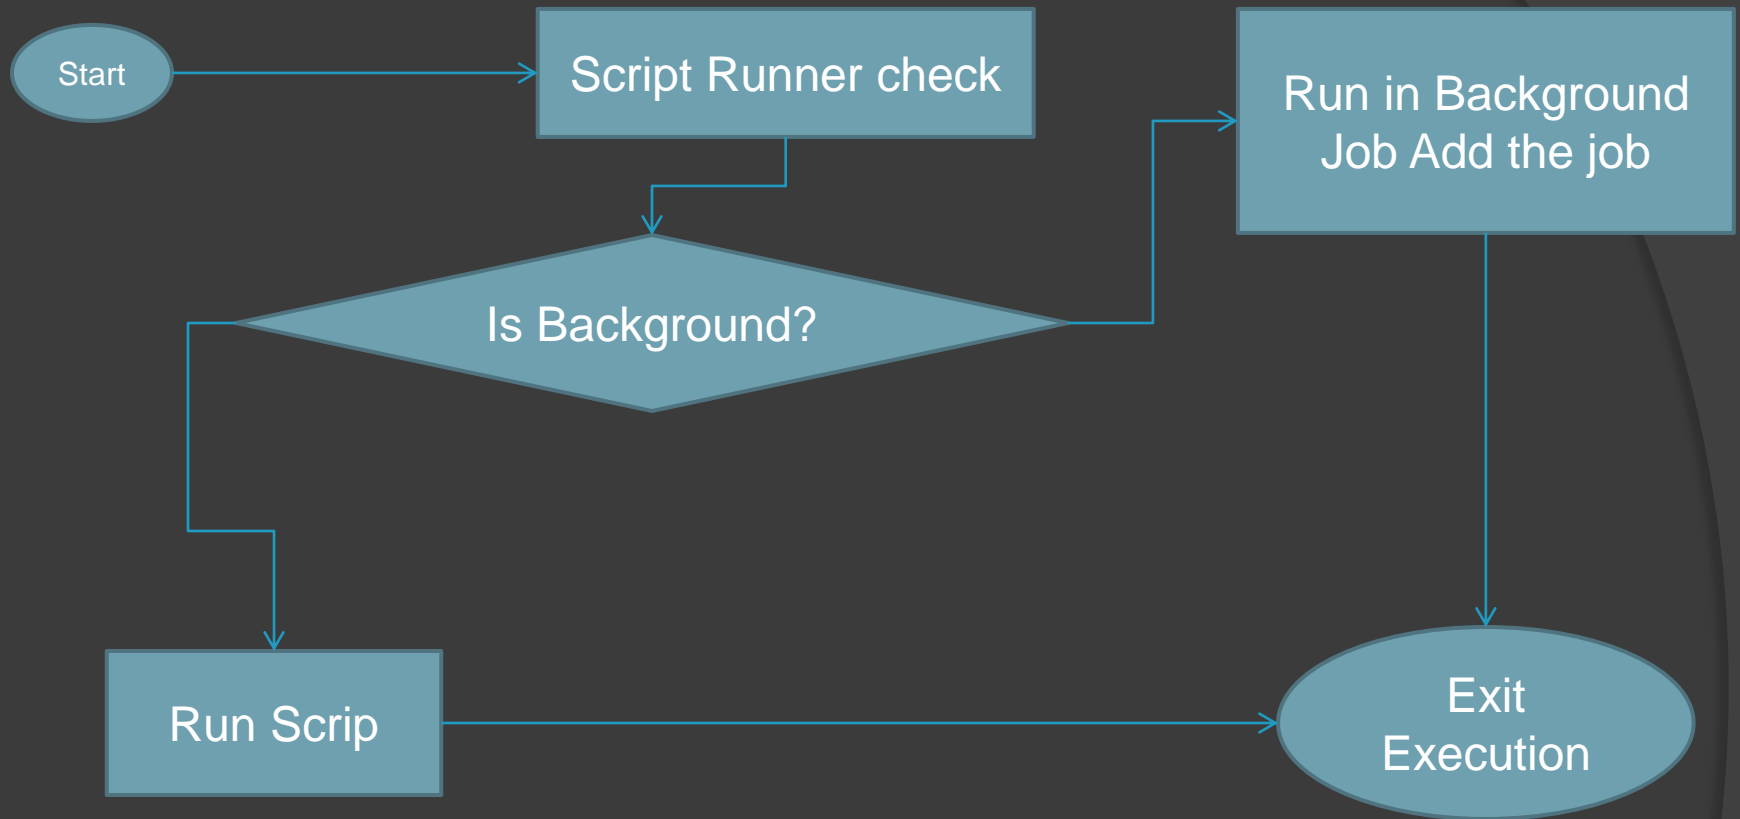 Start
Script Runner check
Run in Background
Job Add the job
Is Background?
Run Scrip
Exit
Execution